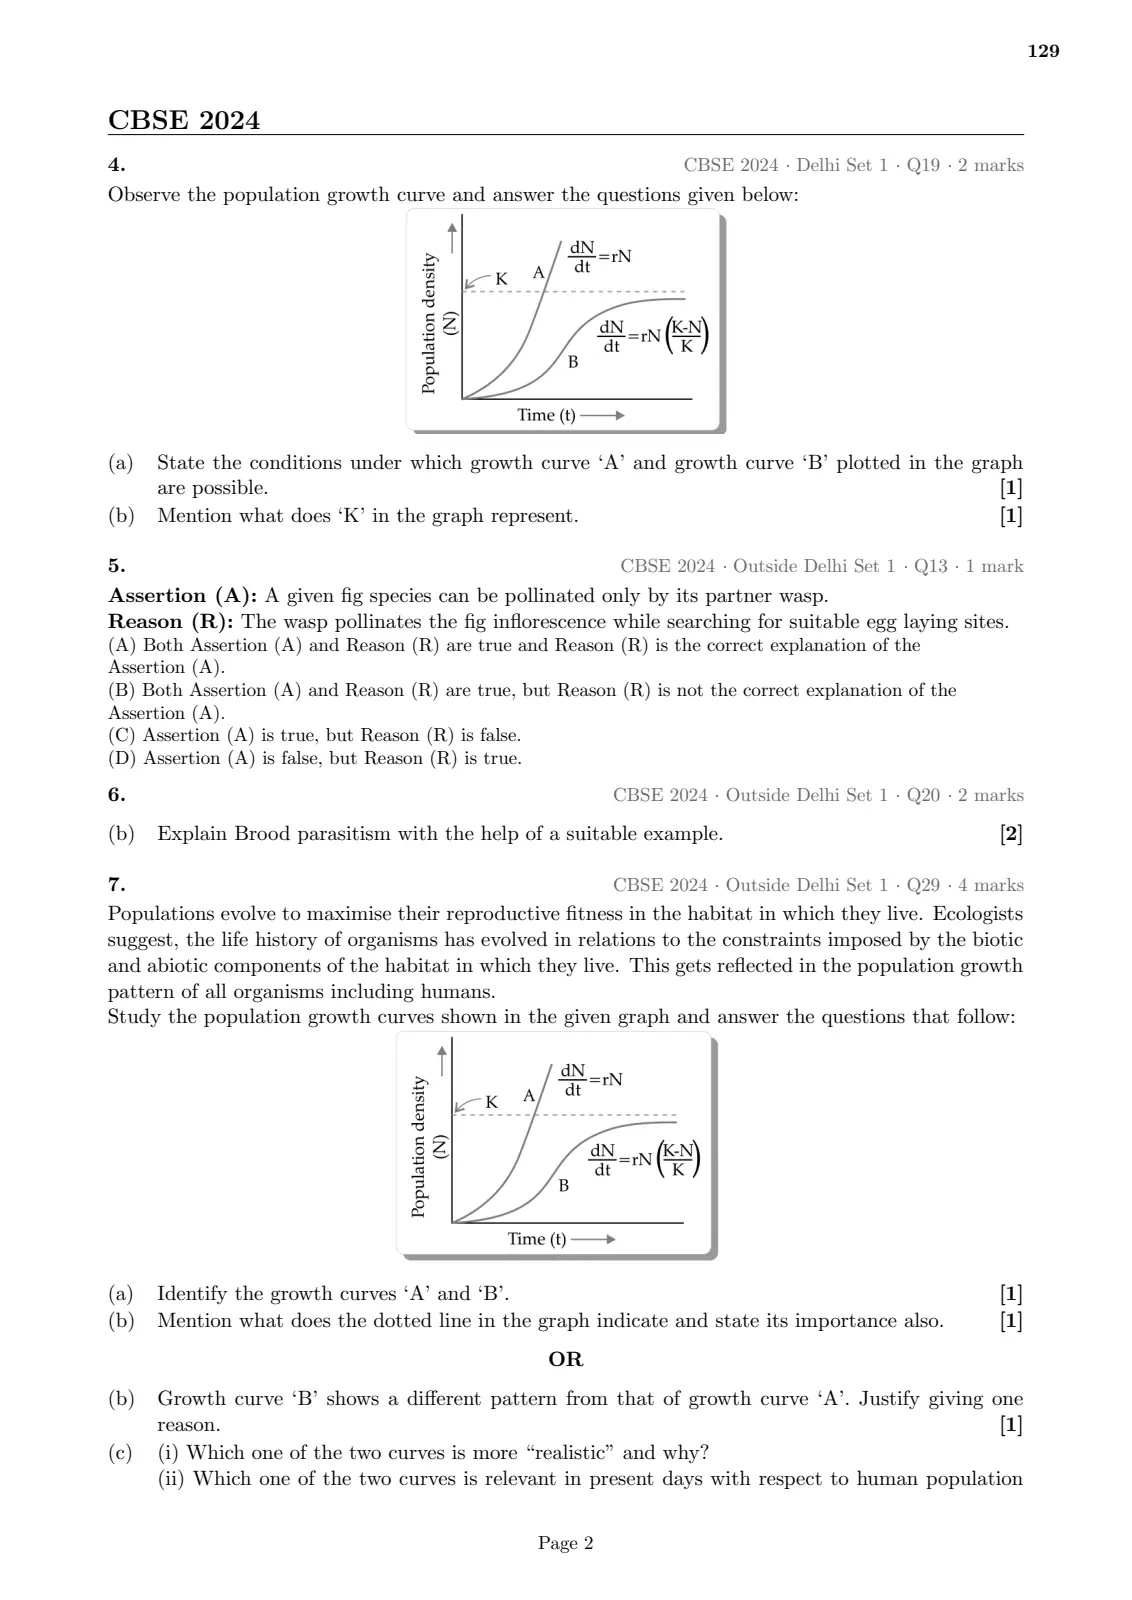 129
CBSE 2024
4. CBSE 2024 · Delhi Set 1 · Q19 · 2 marks
Observe the population growth curve and answer the questions given below:
Population density
(N)
K
A
dN/dt =rN
dN/dt =rN (K-N/K)
B
Time (t)
(a) State the conditions under which growth curve ‘A’ and growth curve ‘B’ plotted in the graph
are possible. [1]
(b) Mention what does ‘K’ in the graph represent. [1]
5. CBSE 2024 · Outside Delhi Set 1 · Q13 · 1 mark
Assertion (A): A given fig species can be pollinated only by its partner wasp.
Reason (R): The wasp pollinates the fig inflorescence while searching for suitable egg laying sites.
(A) Both Assertion (A) and Reason (R) are true and Reason (R) is the correct explanation of the
Assertion (A).
(B) Both Assertion (A) and Reason (R) are true, but Reason (R) is not the correct explanation of the
Assertion (A).
(C) Assertion (A) is true, but Reason (R) is false.
(D) Assertion (A) is false, but Reason (R) is true.
6. CBSE 2024 · Outside Delhi Set 1 · Q20 · 2 marks
(b) Explain Brood parasitism with the help of a suitable example. [2]
7. CBSE 2024 · Outside Delhi Set 1 · Q29 · 4 marks
Populations evolve to maximise their reproductive fitness in the habitat in which they live. Ecologists
suggest, the life history of organisms has evolved in relations to the constraints imposed by the biotic
and abiotic components of the habitat in which they live. This gets reflected in the population growth
pattern of all organisms including humans.
Study the population growth curves shown in the given graph and answer the questions that follow:
Population density
(N)
K
A
dN/dt =rN
dN/dt =rN (K-N/K)
B
Time (t)
(a) Identify the growth curves ‘A’ and ‘B’. [1]
(b) Mention what does the dotted line in the graph indicate and state its importance also. [1]
OR
(b) Growth curve ‘B’ shows a different pattern from that of growth curve ‘A’. Justify giving one
reason. [1]
(c) (i) Which one of the two curves is more “realistic” and why?
(ii) Which one of the two curves is relevant in present days with respect to human population
Page 2